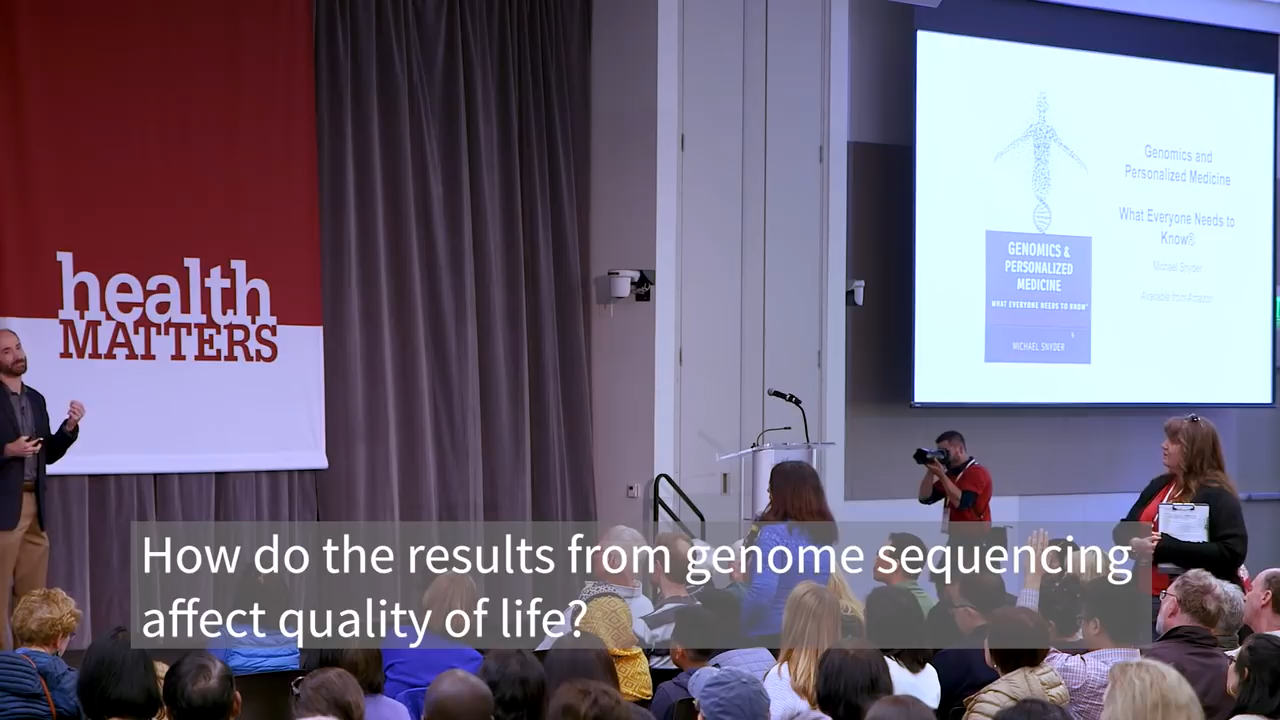 health
MATTERS
Genomics and
Personalized Medicine
What Everyone Needs to
Know®
Michael Snyder
Available from Amazon
GENOMICS &
PERSONALIZED
MEDICINE
WHAT EVERYONE NEEDS TO KNOW®
MICHAEL SNYDER
How do the results from genome sequencing
affect quality of life?